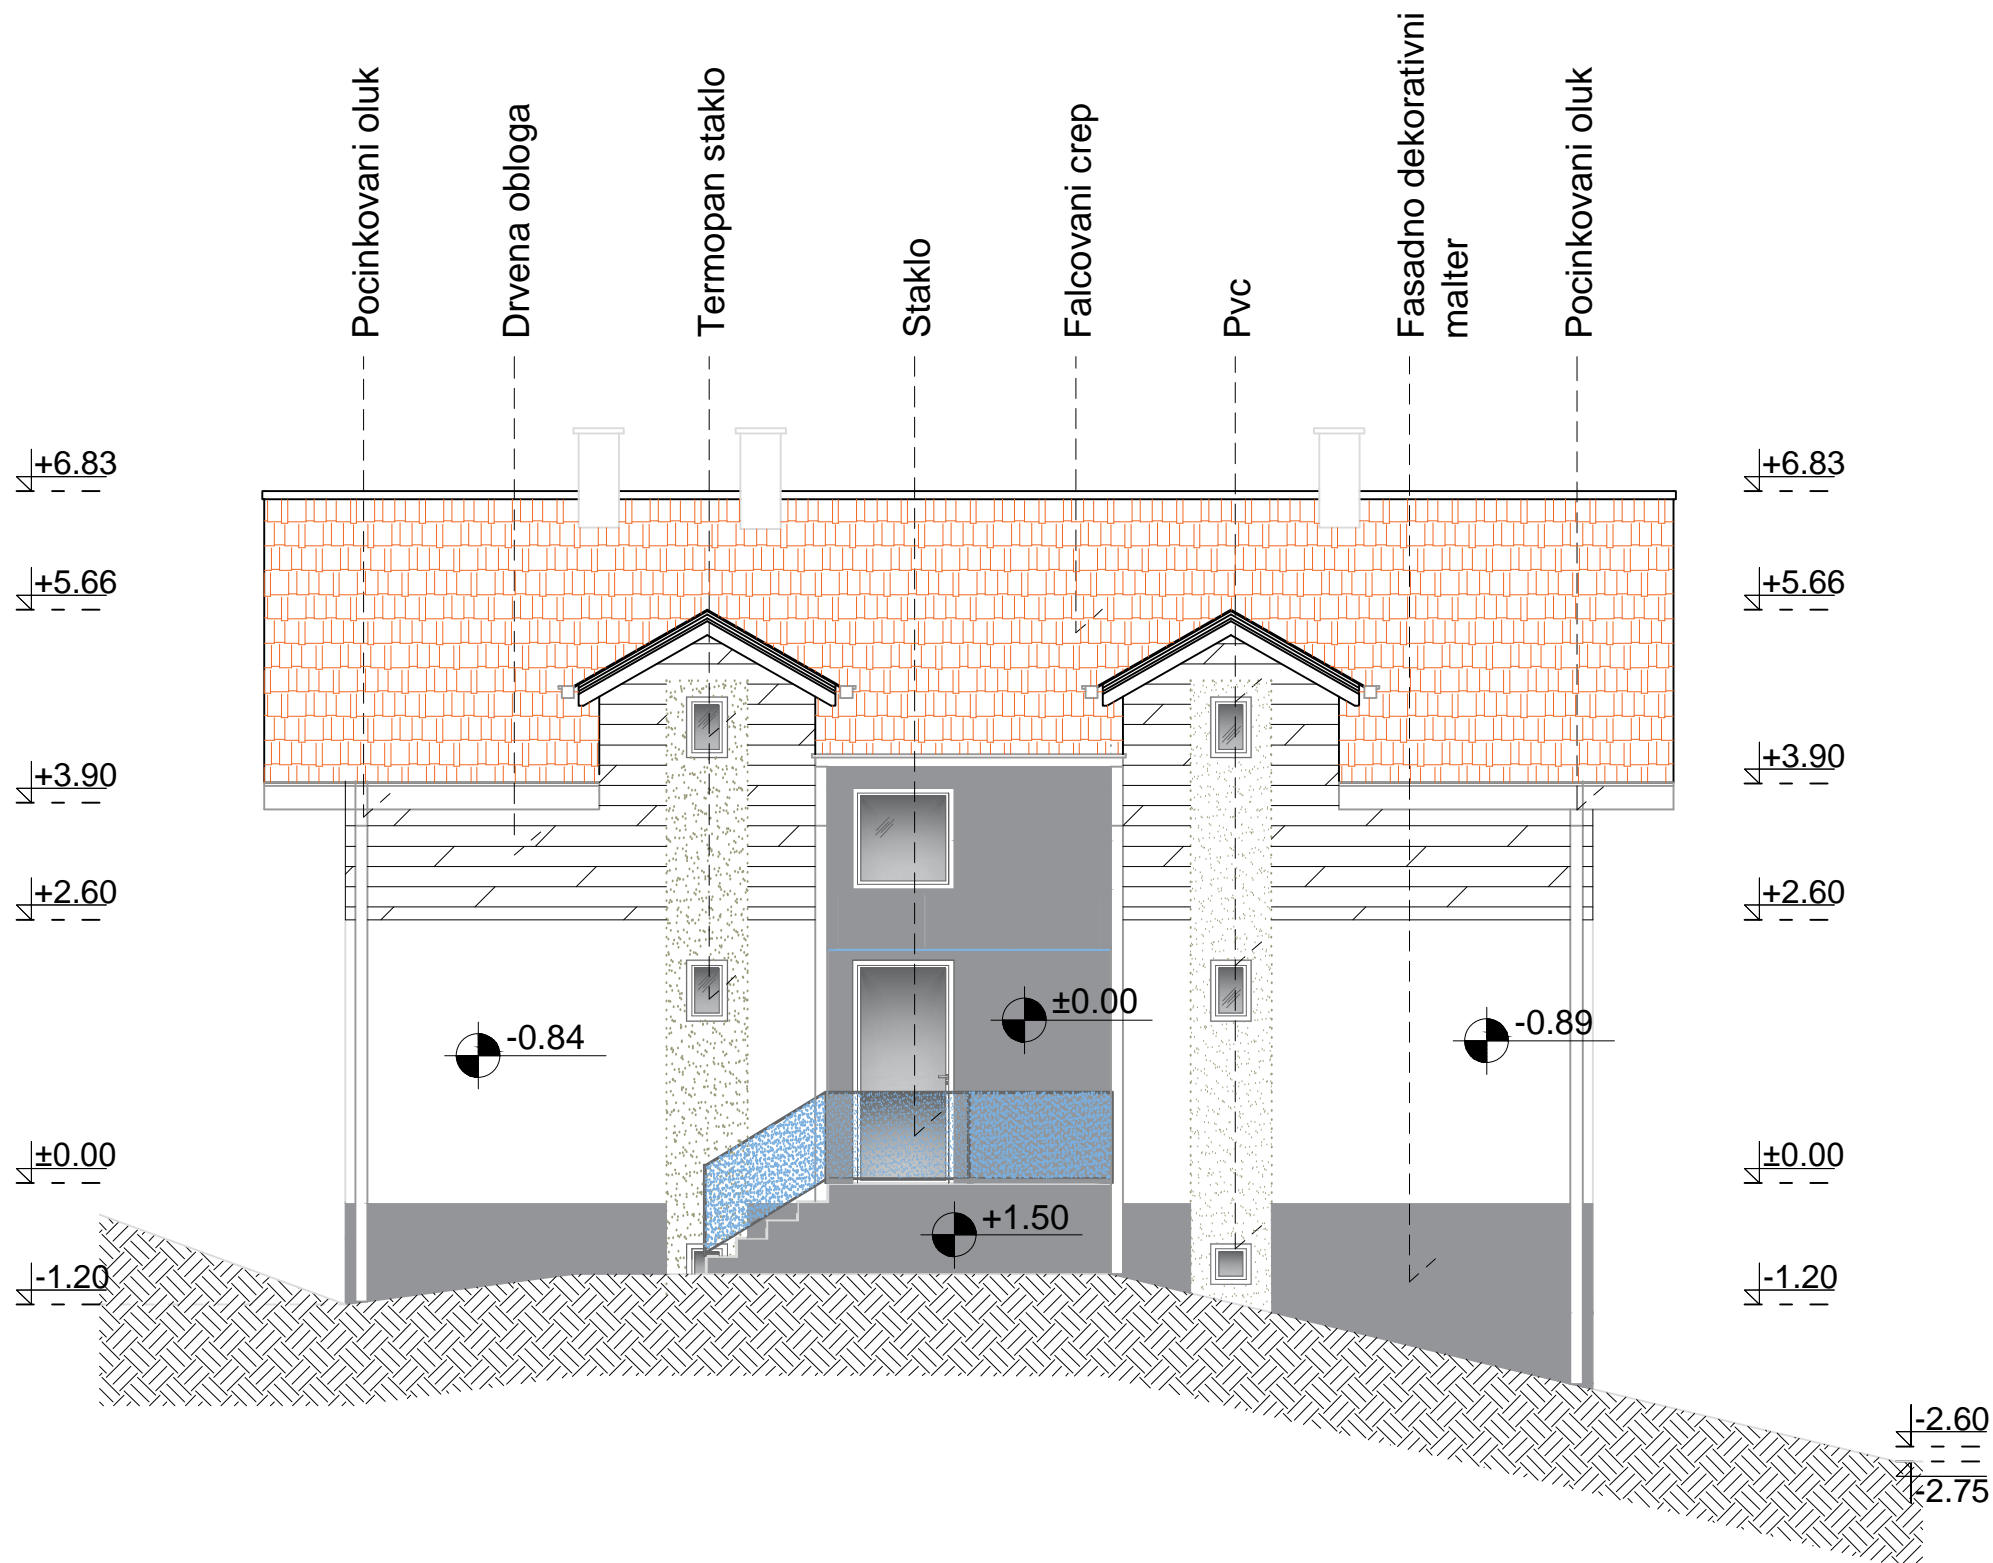 Pocinkovani oluk
Drvena obloga
Termopan staklo
Staklo
Falcovani crep
Pvc
Fasadno dekorativni
malter
Pocinkovani oluk
+6.83
+6.83
+5.66
+5.66
+3.90
+3.90
+2.60
+2.60
±0.00
-0.84
-0.89
±0.00
±0.00
+1.50
-1.20
-1.20
-2.60
-2.75